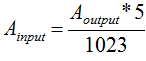 A_input = A_output * 5 / 1023